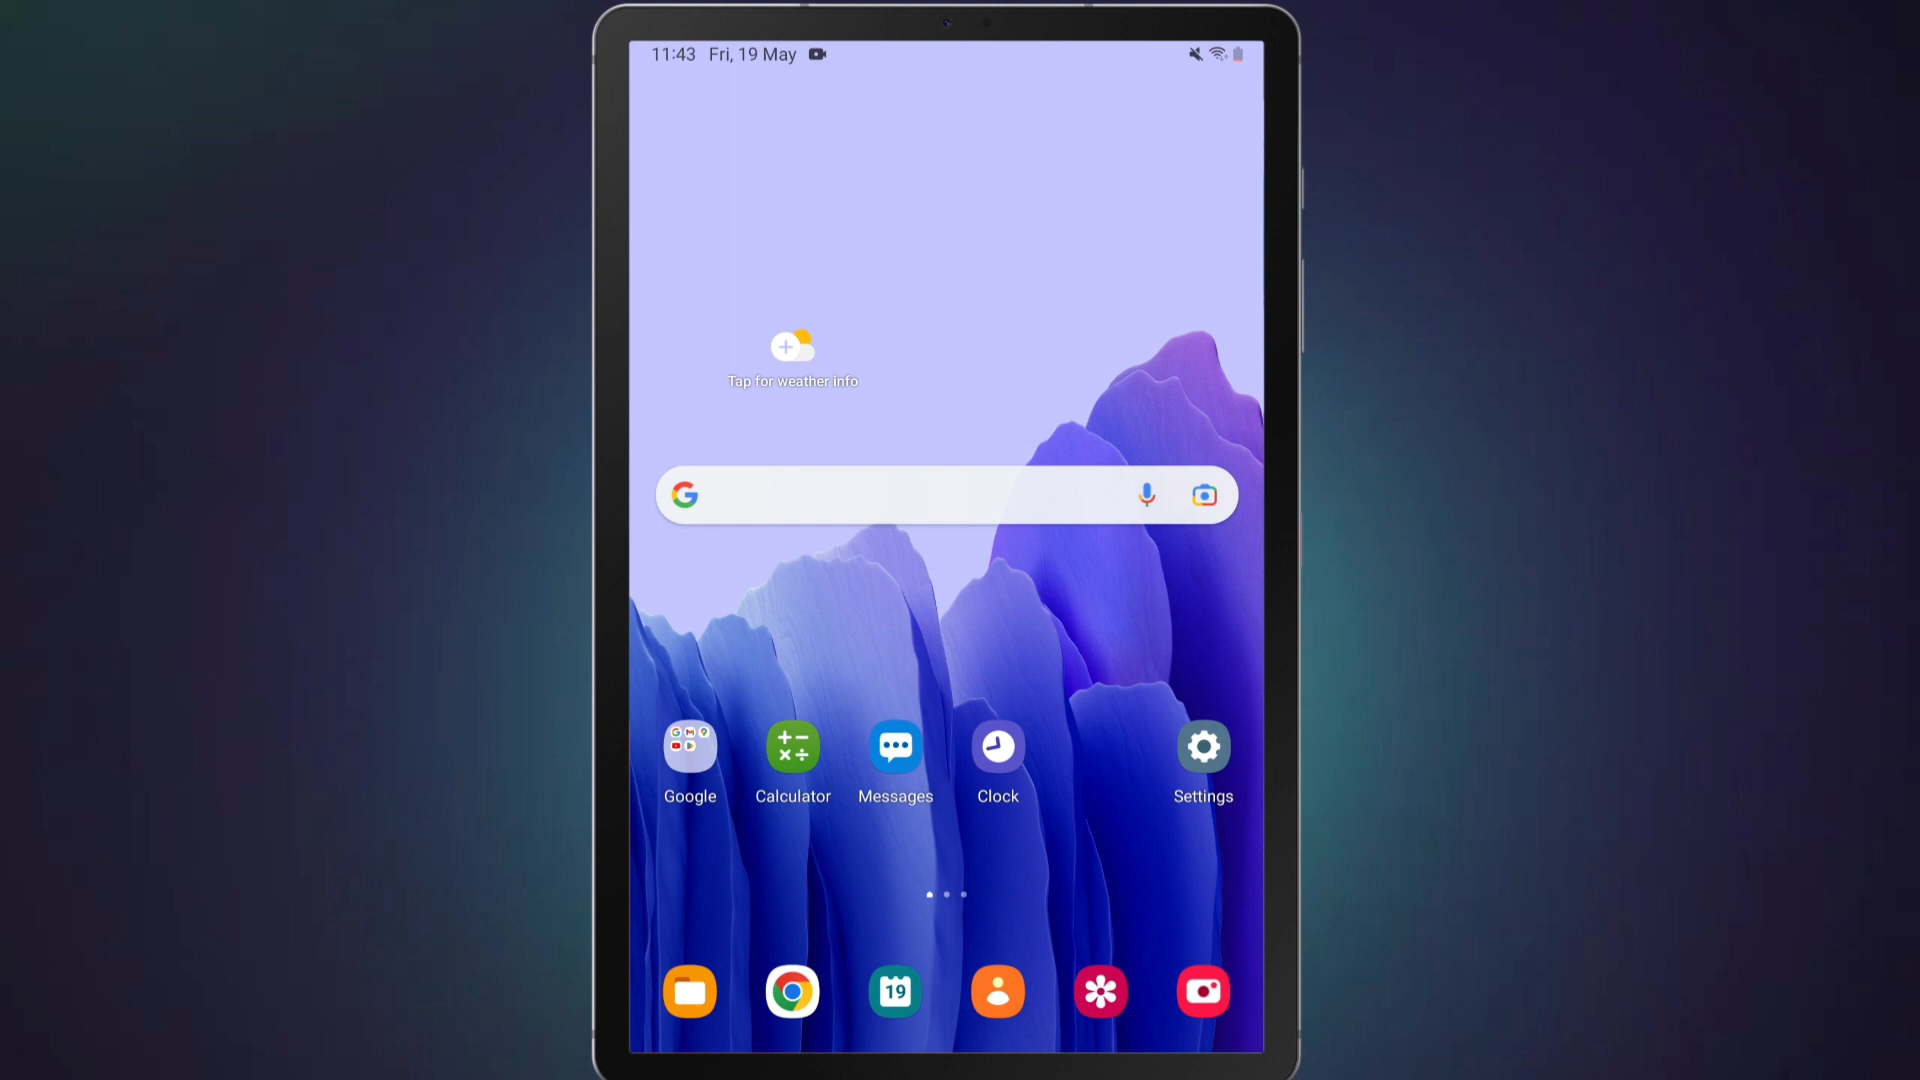 11:43 Fri, 19 May
Tap for weather info
Google
Calculator
Messages
Clock
Settings
19